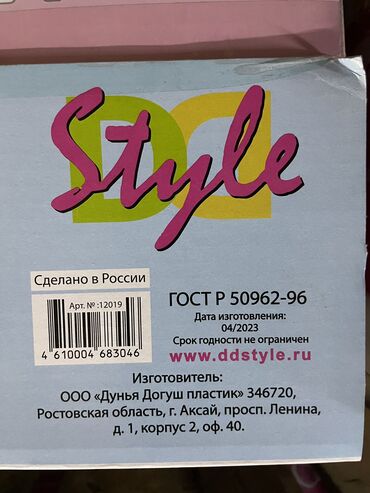 DD
Style
Сделано в России
Арт. № :12019
4 610004 683046
ГОСТ Р 50962-96
Дата изготовления:
04/2023
Срок годности не ограничен
www.ddstyle.ru
Изготовитель:
ООО «Дунья Догуш пластик» 346720,
Ростовская область, г. Аксай, просп. Ленина,
д. 1, корпус 2, оф. 40.